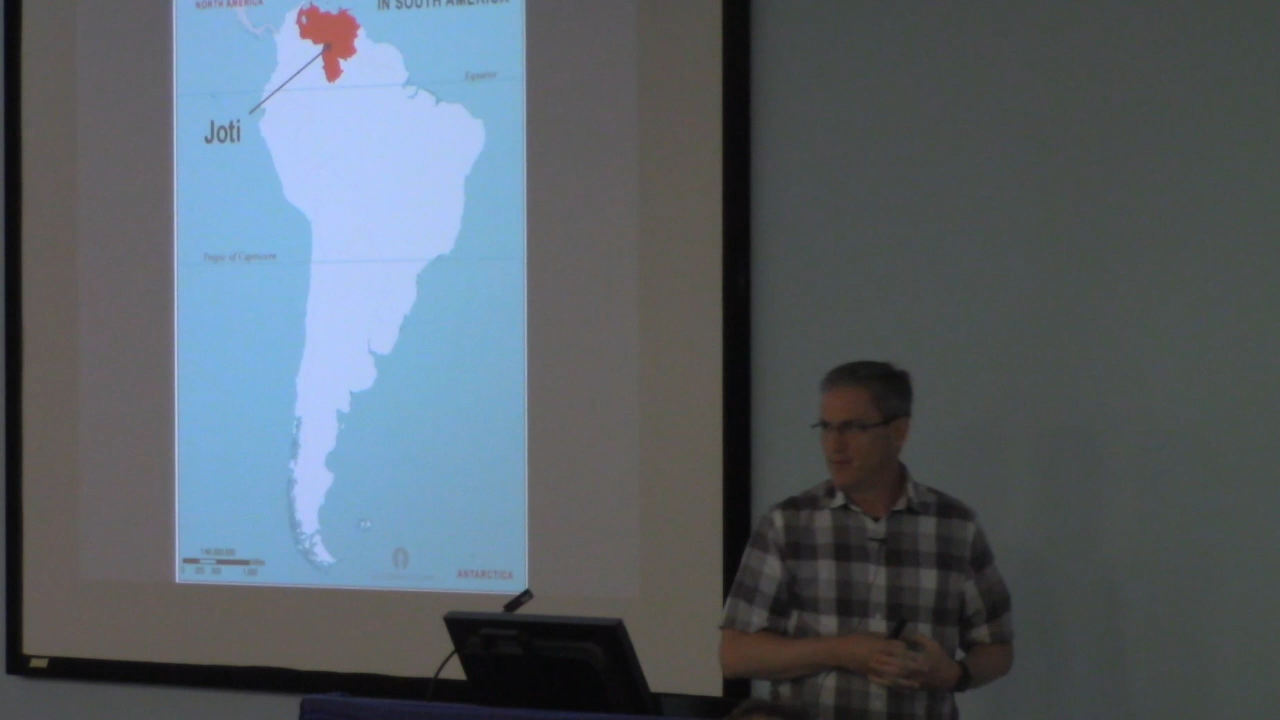 NORTH AMERICA
IN SOUTH AMERICA
Equator
Joti
Tropic of Capricorn
ANTARCTICA